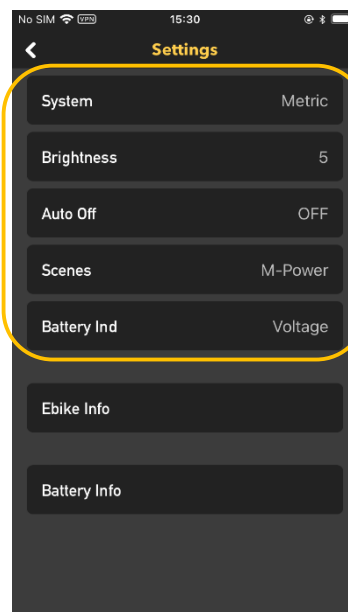 No SIM VPN 15:30
Settings
System Metric
Brightness 5
Auto Off OFF
Scenes M-Power
Battery Ind Voltage
Ebike Info
Battery Info